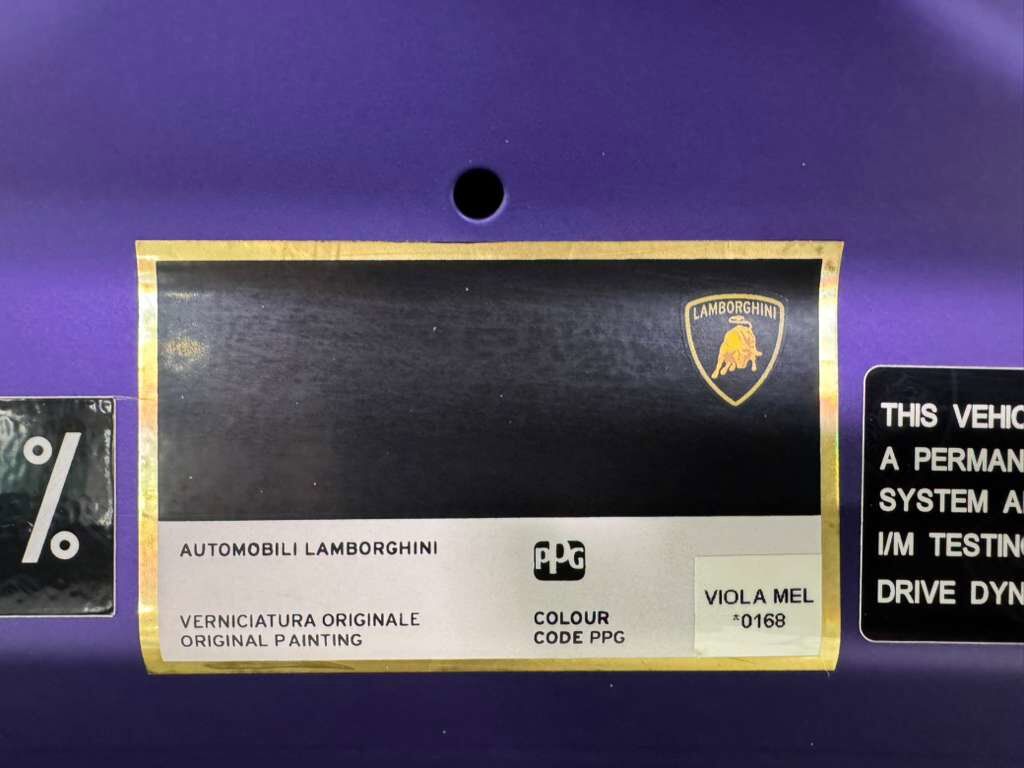 LAMBORGHINI
%
AUTOMOBILI LAMBORGHINI
VERNICIATURA ORIGINALE
ORIGINAL PAINTING
PPG
COLOUR
CODE PPG
VIOLA MEL
*0168
THIS VEHIC
A PERMAN
SYSTEM A
I/M TESTING
DRIVE DYN